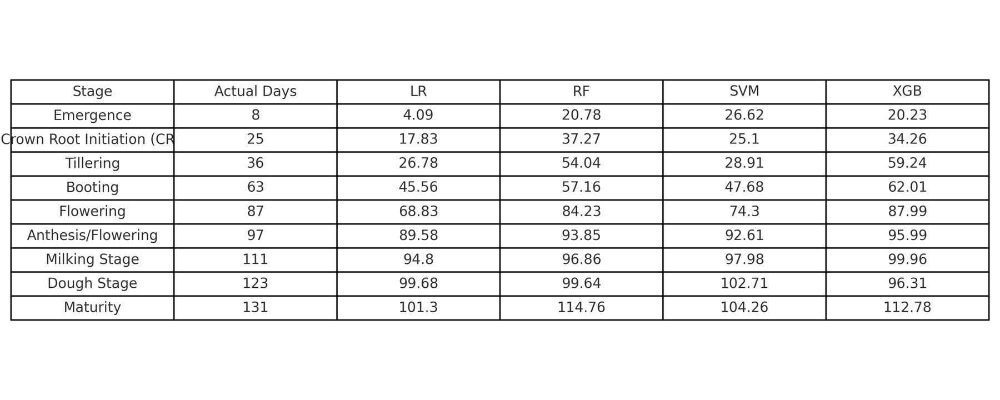 Stage Actual Days LR RF SVM XGB
Emergence 8 4.09 20.78 26.62 20.23
Crown Root Initiation (CR 25 17.83 37.27 25.1 34.26
Tillering 36 26.78 54.04 28.91 59.24
Booting 63 45.56 57.16 47.68 62.01
Flowering 87 68.83 84.23 74.3 87.99
Anthesis/Flowering 97 89.58 93.85 92.61 95.99
Milking Stage 111 94.8 96.86 97.98 99.96
Dough Stage 123 99.68 99.64 102.71 96.31
Maturity 131 101.3 114.76 104.26 112.78